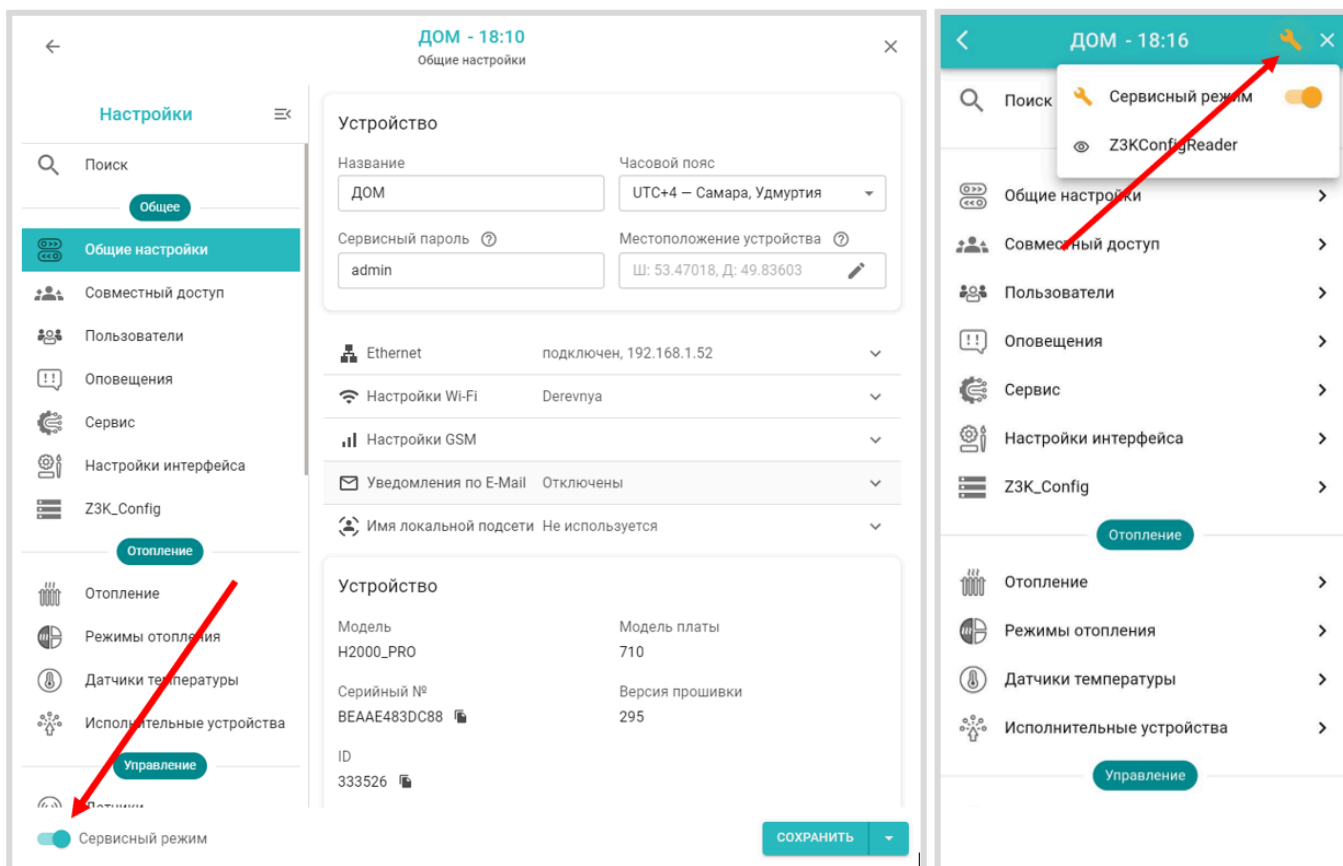 ДОМ - 18:10
Общие настройки
Настройки
Поиск
Общее
Общие настройки
Совместный доступ
Пользователи
Оповещения
Сервис
Настройки интерфейса
Z3K_Config
Отопление
Отопление
Режимы отопления
Датчики температуры
Исполнительные устройства
Управление
Датчики
Сервисный режим
Устройство
Название Часовой пояс
ДОМ UTC+4 — Самара, Удмуртия
Сервисный пароль Местоположение устройства
admin Ш: 53.47018, Д: 49.83603
Ethernet подключен, 192.168.1.52
Настройки Wi-Fi Derevnya
Настройки GSM
Уведомления по E-Mail Отключены
Имя локальной подсети Не используется
Устройство
Модель Модель платы
H2000_PRO 710
Серийный № Версия прошивки
BEAAE483DC88 295
ID
333526
СОХРАНИТЬ
ДОМ - 18:16
Поиск
Сервисный режим
Z3KConfigReader
Общие настройки
Совместный доступ
Пользователи
Оповещения
Сервис
Настройки интерфейса
Z3K_Config
Отопление
Отопление
Режимы отопления
Датчики температуры
Исполнительные устройства
Управление